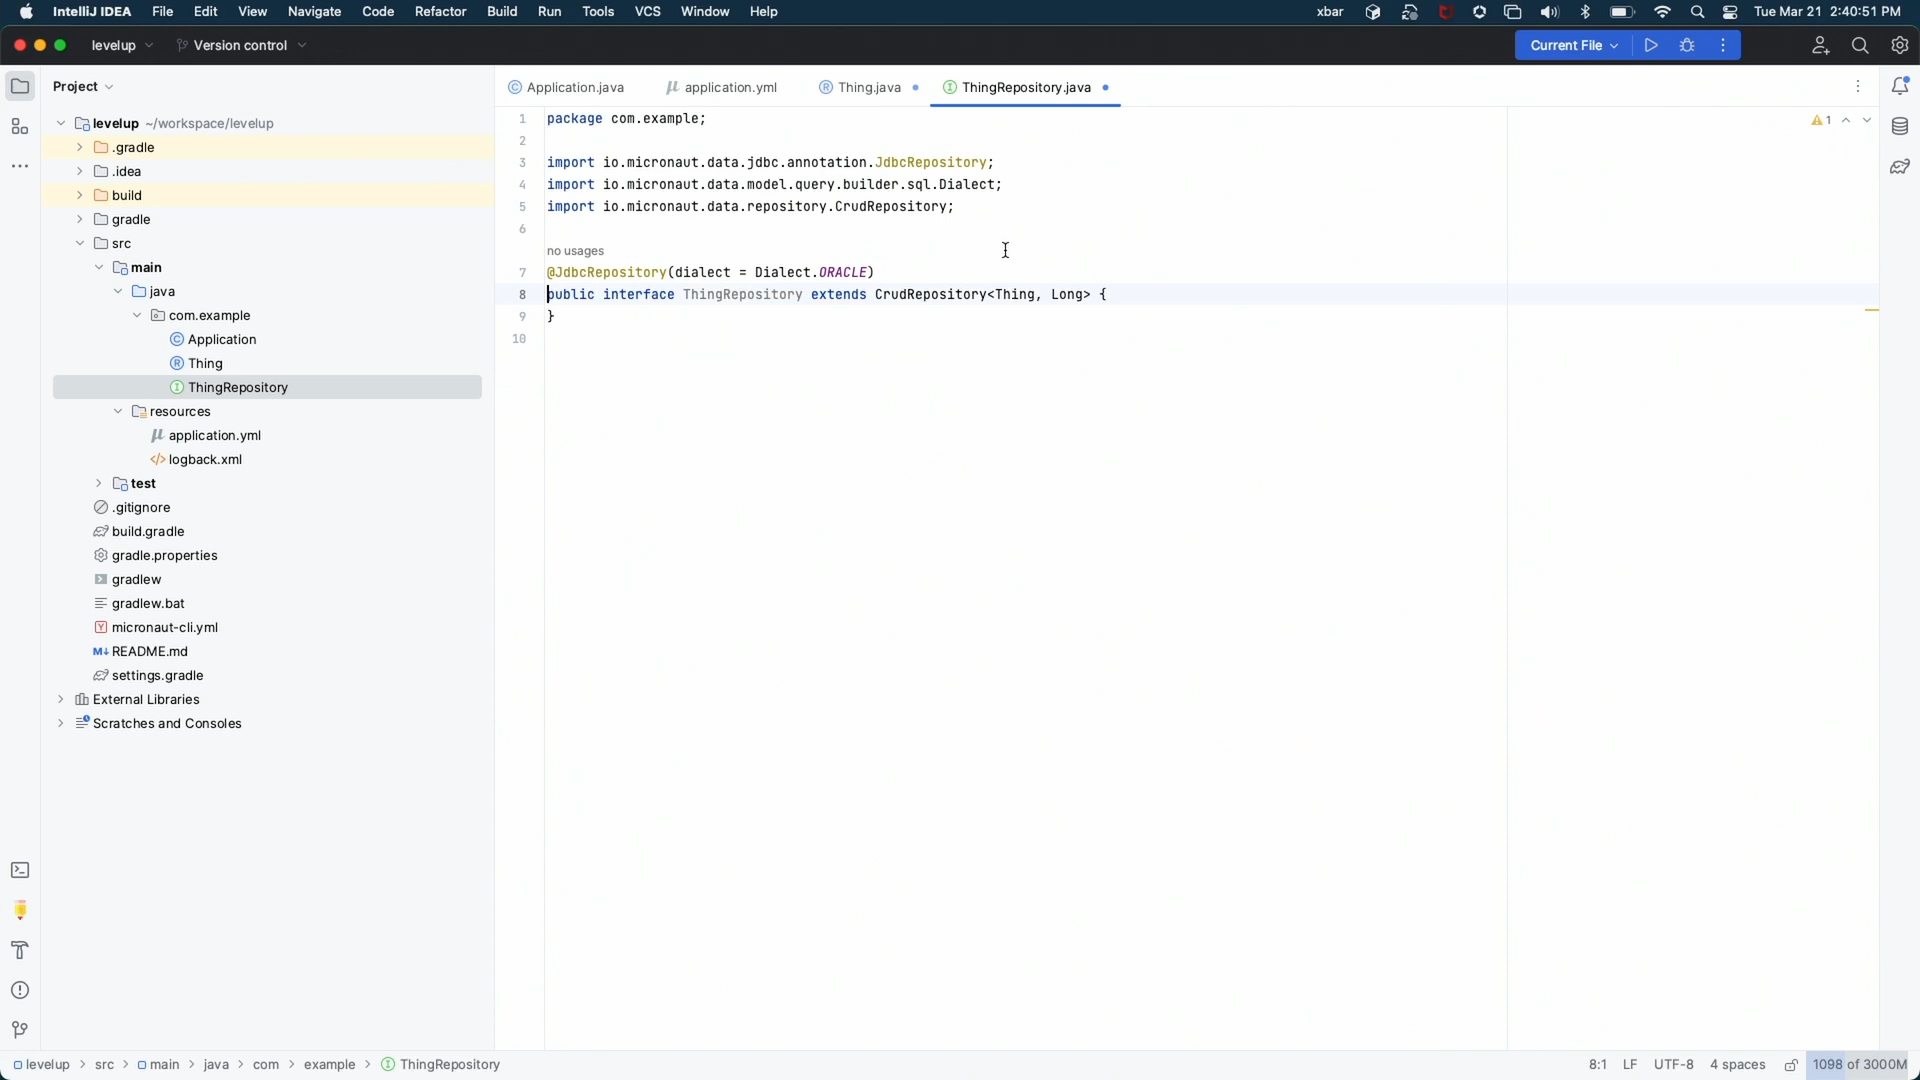 IntelliJ IDEA File Edit View Navigate Code Refactor Build Run Tools VCS Window Help xbar Tue Mar 21 2:40:51 PM
levelup Version control Current File
Project
Application.java application.yml Thing.java ThingRepository.java
levelup ~/workspace/levelup
.gradle
.idea
build
gradle
src
main
java
com.example
Application
Thing
ThingRepository
resources
application.yml
logback.xml
test
.gitignore
build.gradle
gradle.properties
gradlew
gradlew.bat
micronaut-cli.yml
README.md
settings.gradle
External Libraries
Scratches and Consoles
1 package com.example;
2
3 import io.micronaut.data.jdbc.annotation.JdbcRepository;
4 import io.micronaut.data.model.query.builder.sql.Dialect;
5 import io.micronaut.data.repository.CrudRepository;
6
no usages
7 @JdbcRepository(dialect = Dialect.ORACLE)
8 public interface ThingRepository extends CrudRepository<Thing, Long> {
9 }
10
1
levelup > src > main > java > com > example > ThingRepository 8:1 LF UTF-8 4 spaces 1098 of 3000M